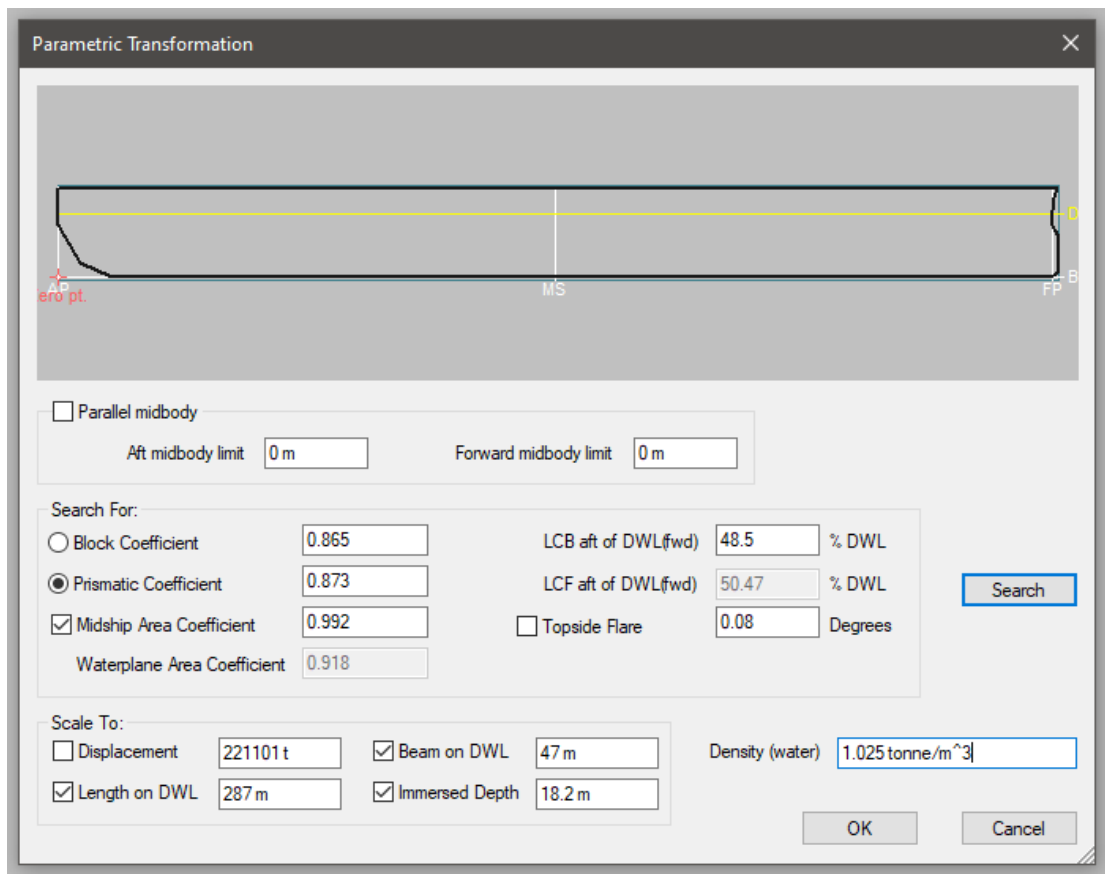 Parametric Transformation
D
B
AP MS FP
ero pt.
Parallel midbody
Aft midbody limit 0 m Forward midbody limit 0 m
Search For:
Block Coefficient 0.865 LCB aft of DWL(fwd) 48.5 % DWL
Prismatic Coefficient 0.873 LCF aft of DWL(fwd) 50.47 % DWL Search
Midship Area Coefficient 0.992 Topside Flare 0.08 Degrees
Waterplane Area Coefficient 0.918
Scale To:
Displacement 221101 t Beam on DWL 47 m Density (water) 1.025 tonne/m^3
Length on DWL 287 m Immersed Depth 18.2 m
OK Cancel